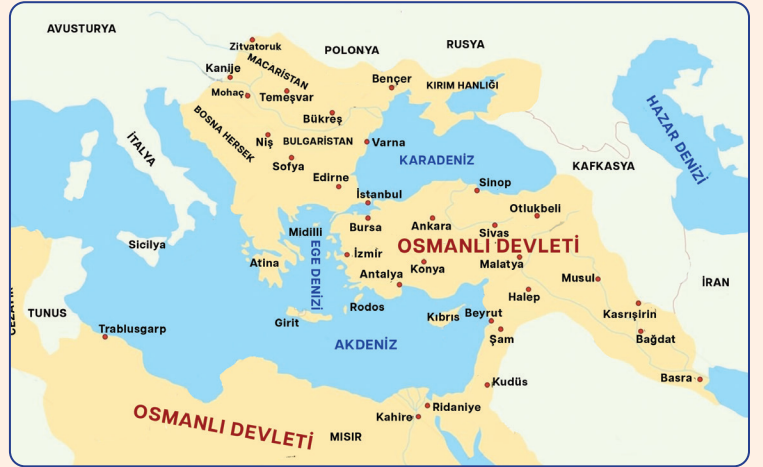 AVUSTURYA
Zitvatoruk
POLONYA
RUSYA
Kanije
MACARİSTAN
Bençer
KIRIM HANLIĞI
Mohaç
Temeşvar
HAZAR DENİZİ
BOSNA HERSEK
Bükreş
İTALYA
Niş
BULGARİSTAN
Varna
KARADENİZ
Sofya
KAFKASYA
Edirne
Sinop
İstanbul
Otlukbeli
Bursa
Ankara
Sivas
Midilli
Sicilya
OSMANLI DEVLETİ
EGE DENİZİ
İzmir
Atina
Konya
Malatya
Antalya
Musul
İRAN
Halep
Rodos
TUNUS
Girit
Kıbrıs
Beyrut
Kasrışirin
Trablusgarp
Şam
Bağdat
AKDENİZ
Basra
Kudüs
OSMANLI DEVLETİ
Ridaniye
Kahire
MISIR